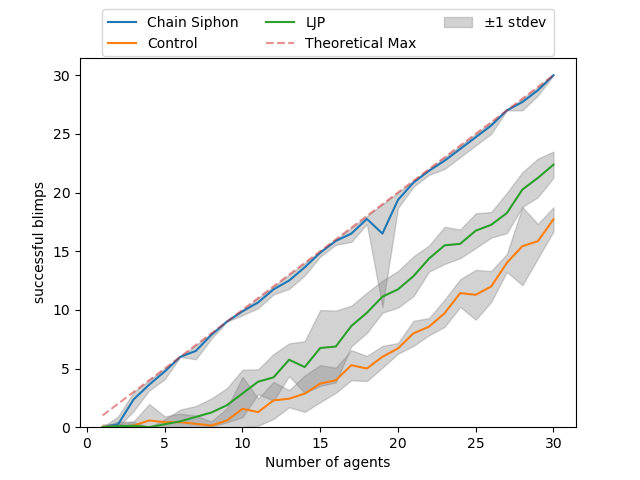 Chain Siphon LJP ±1 stdev
Control Theoretical Max
30
25
20
15
10
5
0
successful blimps
0 5 10 15 20 25 30
Number of agents